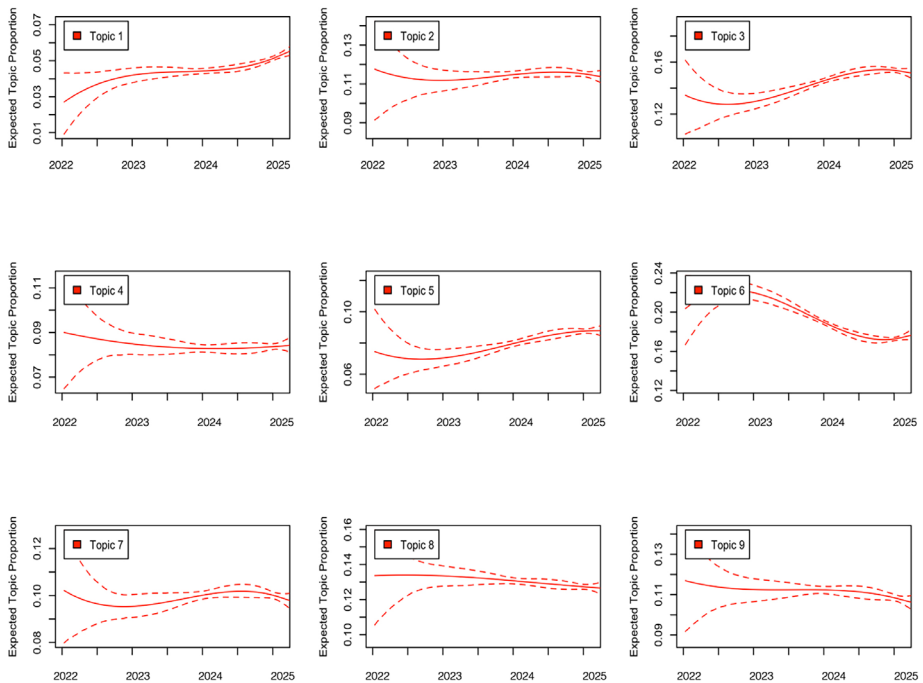 Expected Topic Proportion
0.01 0.03 0.05 0.07
Topic 1
2022 2023 2024 2025
Expected Topic Proportion
0.09 0.11 0.13
Topic 2
2022 2023 2024 2025
Expected Topic Proportion
0.12 0.16
Topic 3
2022 2023 2024 2025
Expected Topic Proportion
0.07 0.09 0.11
Topic 4
2022 2023 2024 2025
Expected Topic Proportion
0.06 0.10
Topic 5
2022 2023 2024 2025
Expected Topic Proportion
0.12 0.16 0.20 0.24
Topic 6
2022 2023 2024 2025
Expected Topic Proportion
0.08 0.10 0.12
Topic 7
2022 2023 2024 2025
Expected Topic Proportion
0.10 0.12 0.14 0.16
Topic 8
2022 2023 2024 2025
Expected Topic Proportion
0.09 0.11 0.13
Topic 9
2022 2023 2024 2025